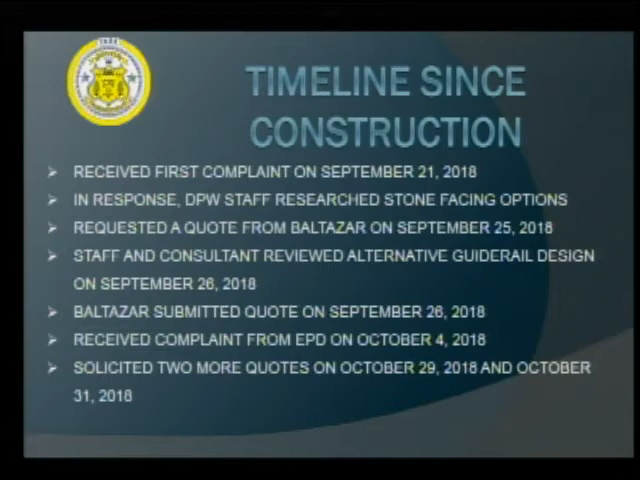 TIMELINE SINCE
CONSTRUCTION
➢ RECEIVED FIRST COMPLAINT ON SEPTEMBER 21, 2018
➢ IN RESPONSE, DPW STAFF RESEARCHED STONE FACING OPTIONS
➢ REQUESTED A QUOTE FROM BALTAZAR ON SEPTEMBER 25, 2018
➢ STAFF AND CONSULTANT REVIEWED ALTERNATIVE GUIDERAIL DESIGN
ON SEPTEMBER 26, 2018
➢ BALTAZAR SUBMITTED QUOTE ON SEPTEMBER 26, 2018
➢ RECEIVED COMPLAINT FROM EPD ON OCTOBER 4, 2018
➢ SOLICITED TWO MORE QUOTES ON OCTOBER 29, 2018 AND OCTOBER
31, 2018